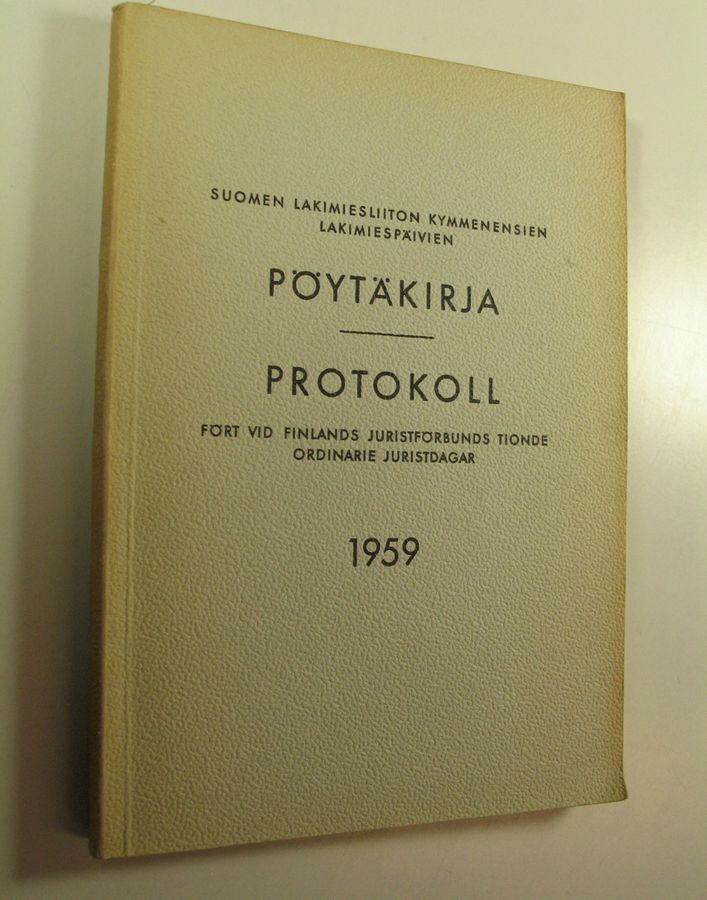 SUOMEN LAKIMIESLIITON KYMMENENSIEN
LAKIMIESPÄIVIEN
PÖYTÄKIRJA
PROTOKOLL
FÖRT VID FINLANDS JURISTFÖRBUNDS TIONDE
ORDINARIE JURISTDAGAR
1959